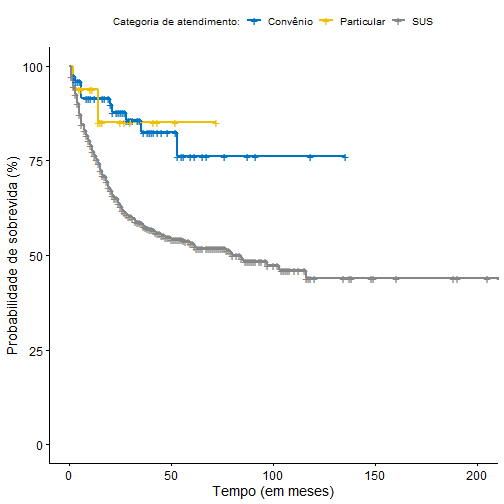 Categoria de atendimento: Convênio Particular SUS
Probabilidade de sobrevida (%)
100
75
50
25
0
0 50 100 150 200
Tempo (em meses)